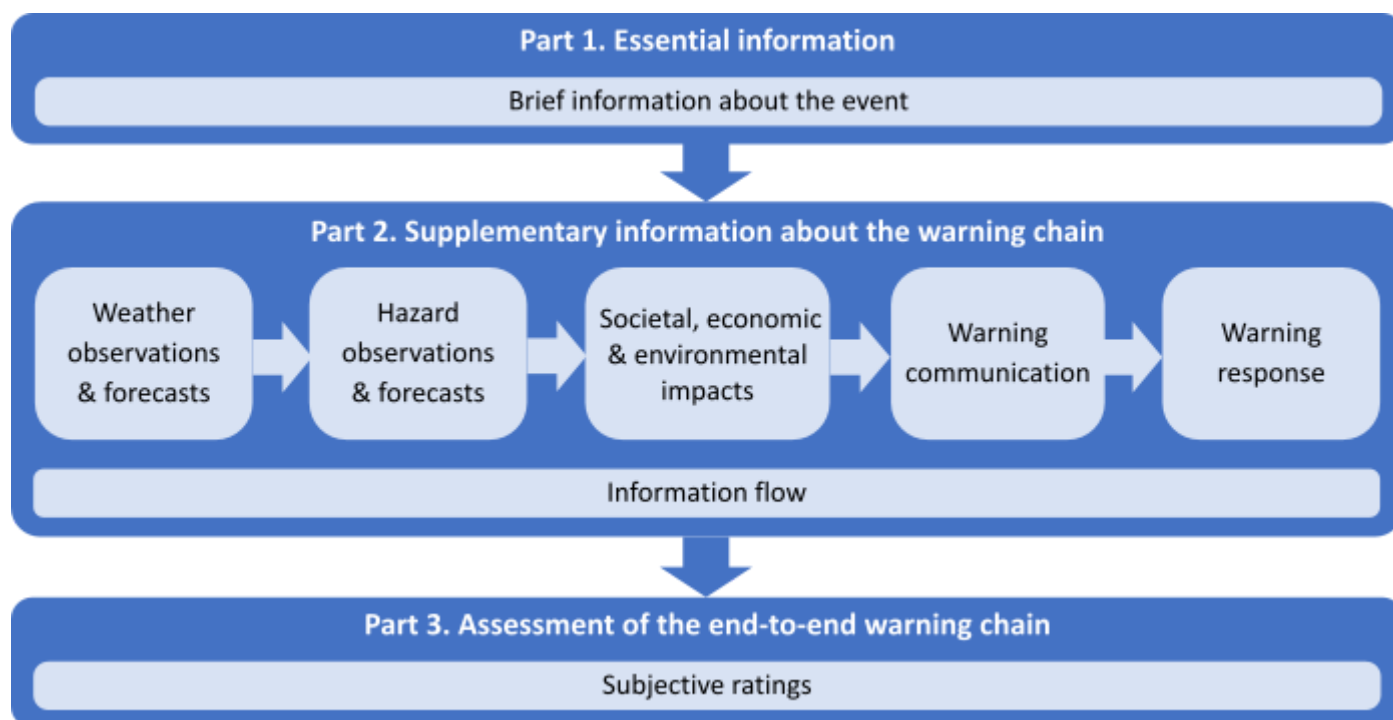 Part 1. Essential information
Brief information about the event
Part 2. Supplementary information about the warning chain
Weather
observations
& forecasts
Hazard
observations
& forecasts
Societal, economic
& environmental
impacts
Warning
communication
Warning
response
Information flow
Part 3. Assessment of the end-to-end warning chain
Subjective ratings